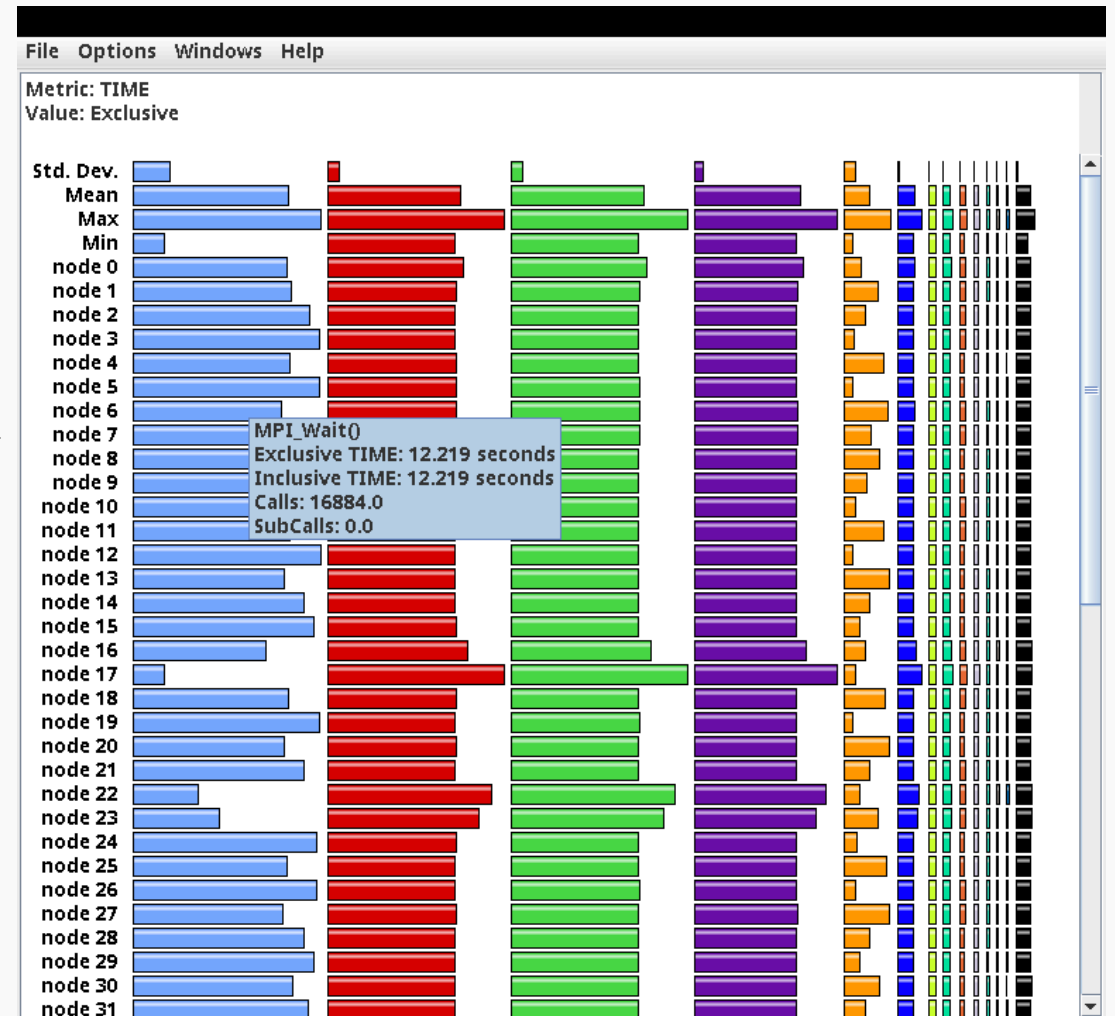 File Options Windows Help
Metric: TIME
Value: Exclusive
Std. Dev.
Mean
Max
Min
node 0
node 1
node 2
node 3
node 4
node 5
node 6
node 7
node 8
node 9
node 10
node 11
node 12
node 13
node 14
node 15
node 16
node 17
node 18
node 19
node 20
node 21
node 22
node 23
node 24
node 25
node 26
node 27
node 28
node 29
node 30
node 31
MPI_Wait()
Exclusive TIME: 12.219 seconds
Inclusive TIME: 12.219 seconds
Calls: 16884.0
SubCalls: 0.0